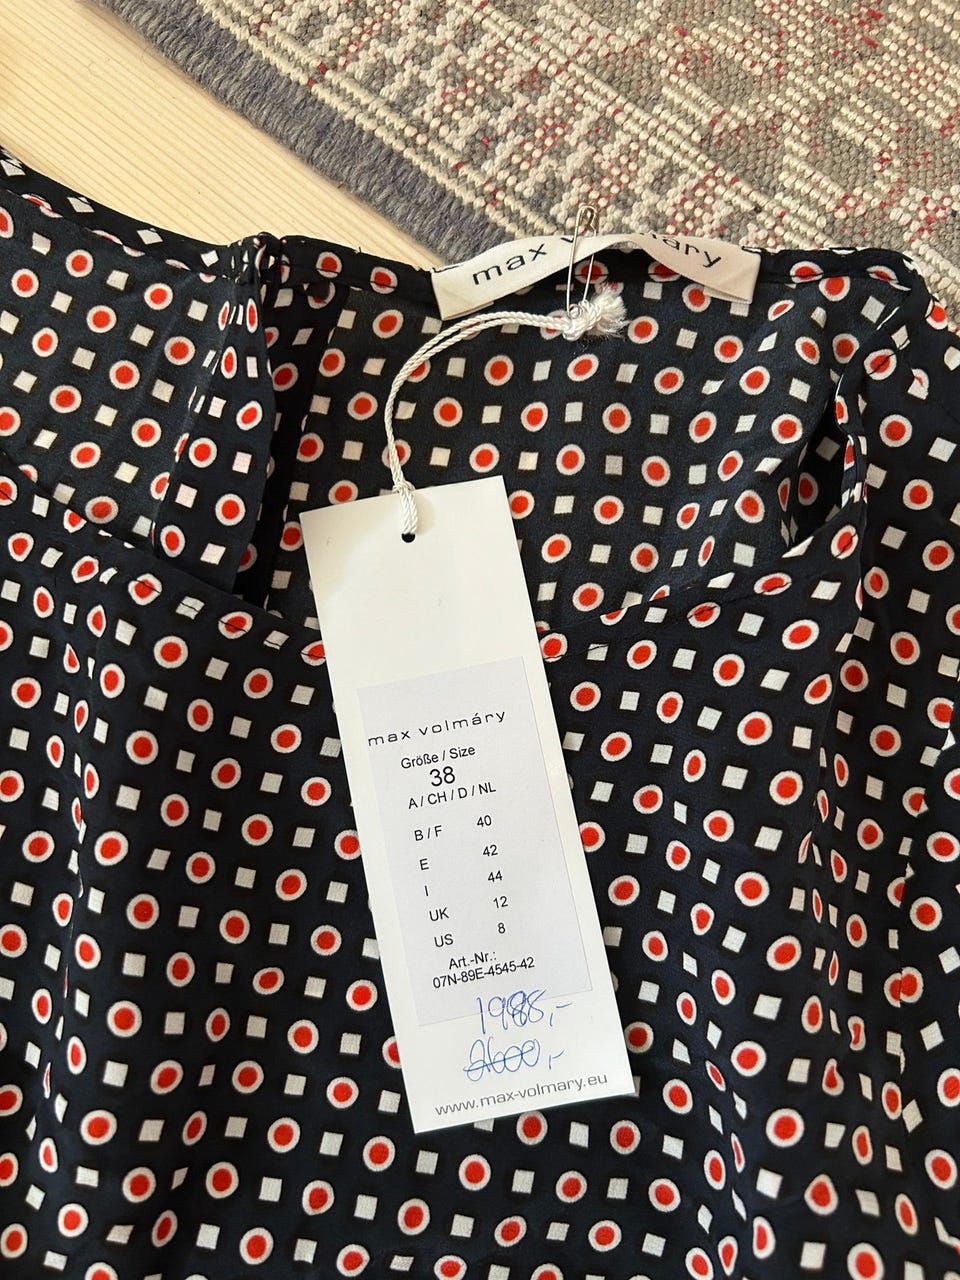 max v máry
max volmáry
Größe / Size
38
A / CH / D / NL
B / F 40
E 42
I 44
UK 12
US 8
Art.-Nr.:
07N-89E-4545-42
1988,-
2600,-
www.max-volmary.eu